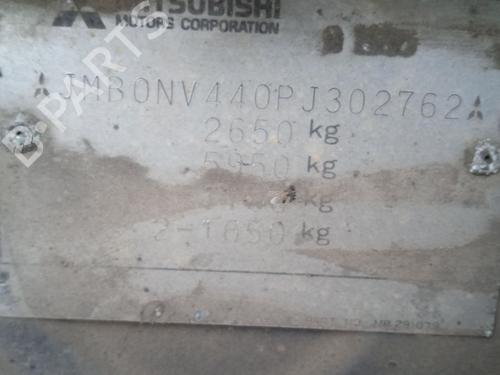 MITSUBISHI
MOTORS CORPORATION
JMB0NV440PJ302762
2650 kg
5950 kg
kg
2-1650 kg
B-PARTS